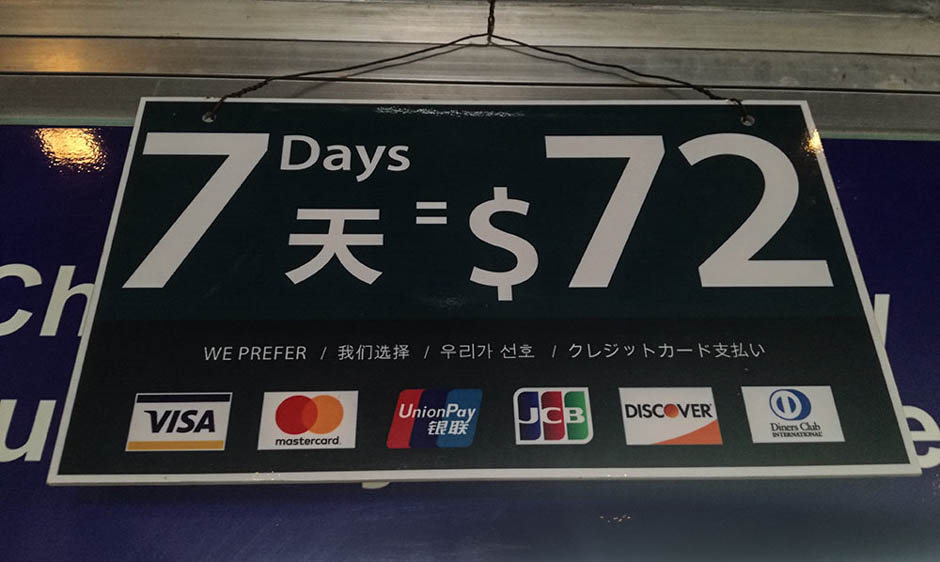 7 Days
天 = $72
WE PREFER / 我们选择 / 우리가 선호 / クレジットカード支払い
VISA
mastercard
UnionPay
银联
JCB
DISCOVER
Diners Club
INTERNATIONAL
Ch